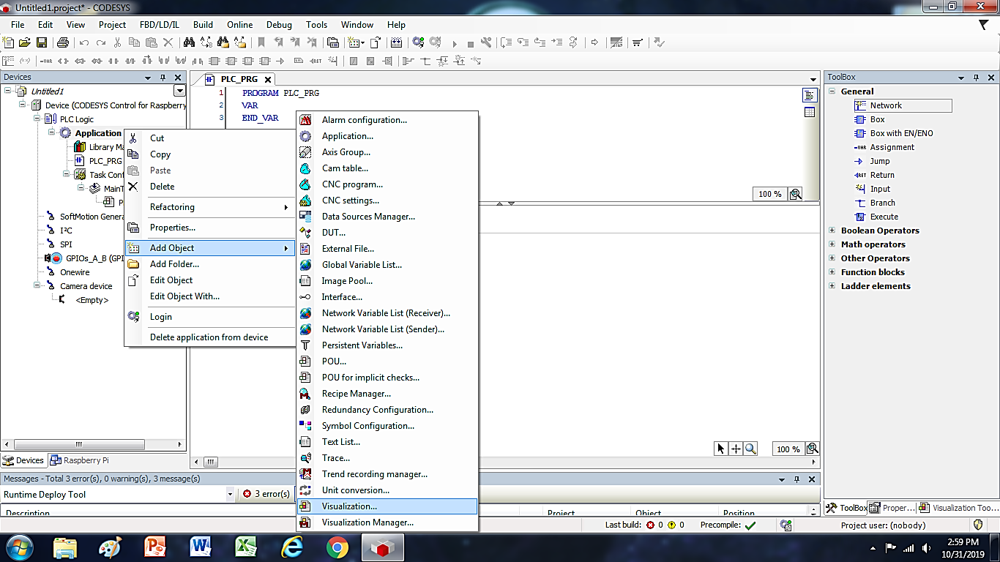 Untitled1.project* - CODESYS
File Edit View Project FBD/LD/IL Build Online Debug Tools Window Help
Devices
Untitled1
Device (CODESYS Control for Raspberry
PLC Logic
Application
Library Ma
PLC_PRG
Task Conf
MainT
P
SoftMotion Genera
I²C
SPI
GPIOs_A_B (GPI
Onewire
Camera device
<Empty>
Devices Raspberry Pi
Cut
Copy
Paste
Delete
Refactoring
Properties...
Add Object
Add Folder...
Edit Object
Edit Object With...
Login
Delete application from device
Alarm configuration...
Application...
Axis Group...
Cam table...
CNC program...
CNC settings...
Data Sources Manager...
DUT...
External File...
Global Variable List...
Image Pool...
Interface...
Network Variable List (Receiver)...
Network Variable List (Sender)...
Persistent Variables...
POU...
POU for implicit checks...
Recipe Manager...
Redundancy Configuration...
Symbol Configuration...
Text List...
Trace...
Trend recording manager...
Unit conversion...
Visualization...
Visualization Manager...
PLC_PRG
1 PROGRAM PLC_PRG
2 VAR
3 END_VAR
100 %
100 %
ToolBox
General
Network
Box
Box with EN/ENO
Assignment
Jump
Return
Input
Branch
Execute
Boolean Operators
Math operators
Other Operators
Function blocks
Ladder elements
ToolBox Proper... Visualization Too...
Messages - Total 3 error(s), 0 warning(s), 3 message(s)
Runtime Deploy Tool 3 error(s)
Description Project Object Position
Last build: 0 0 Precompile: Project user: (nobody)
2:59 PM
10/31/2019